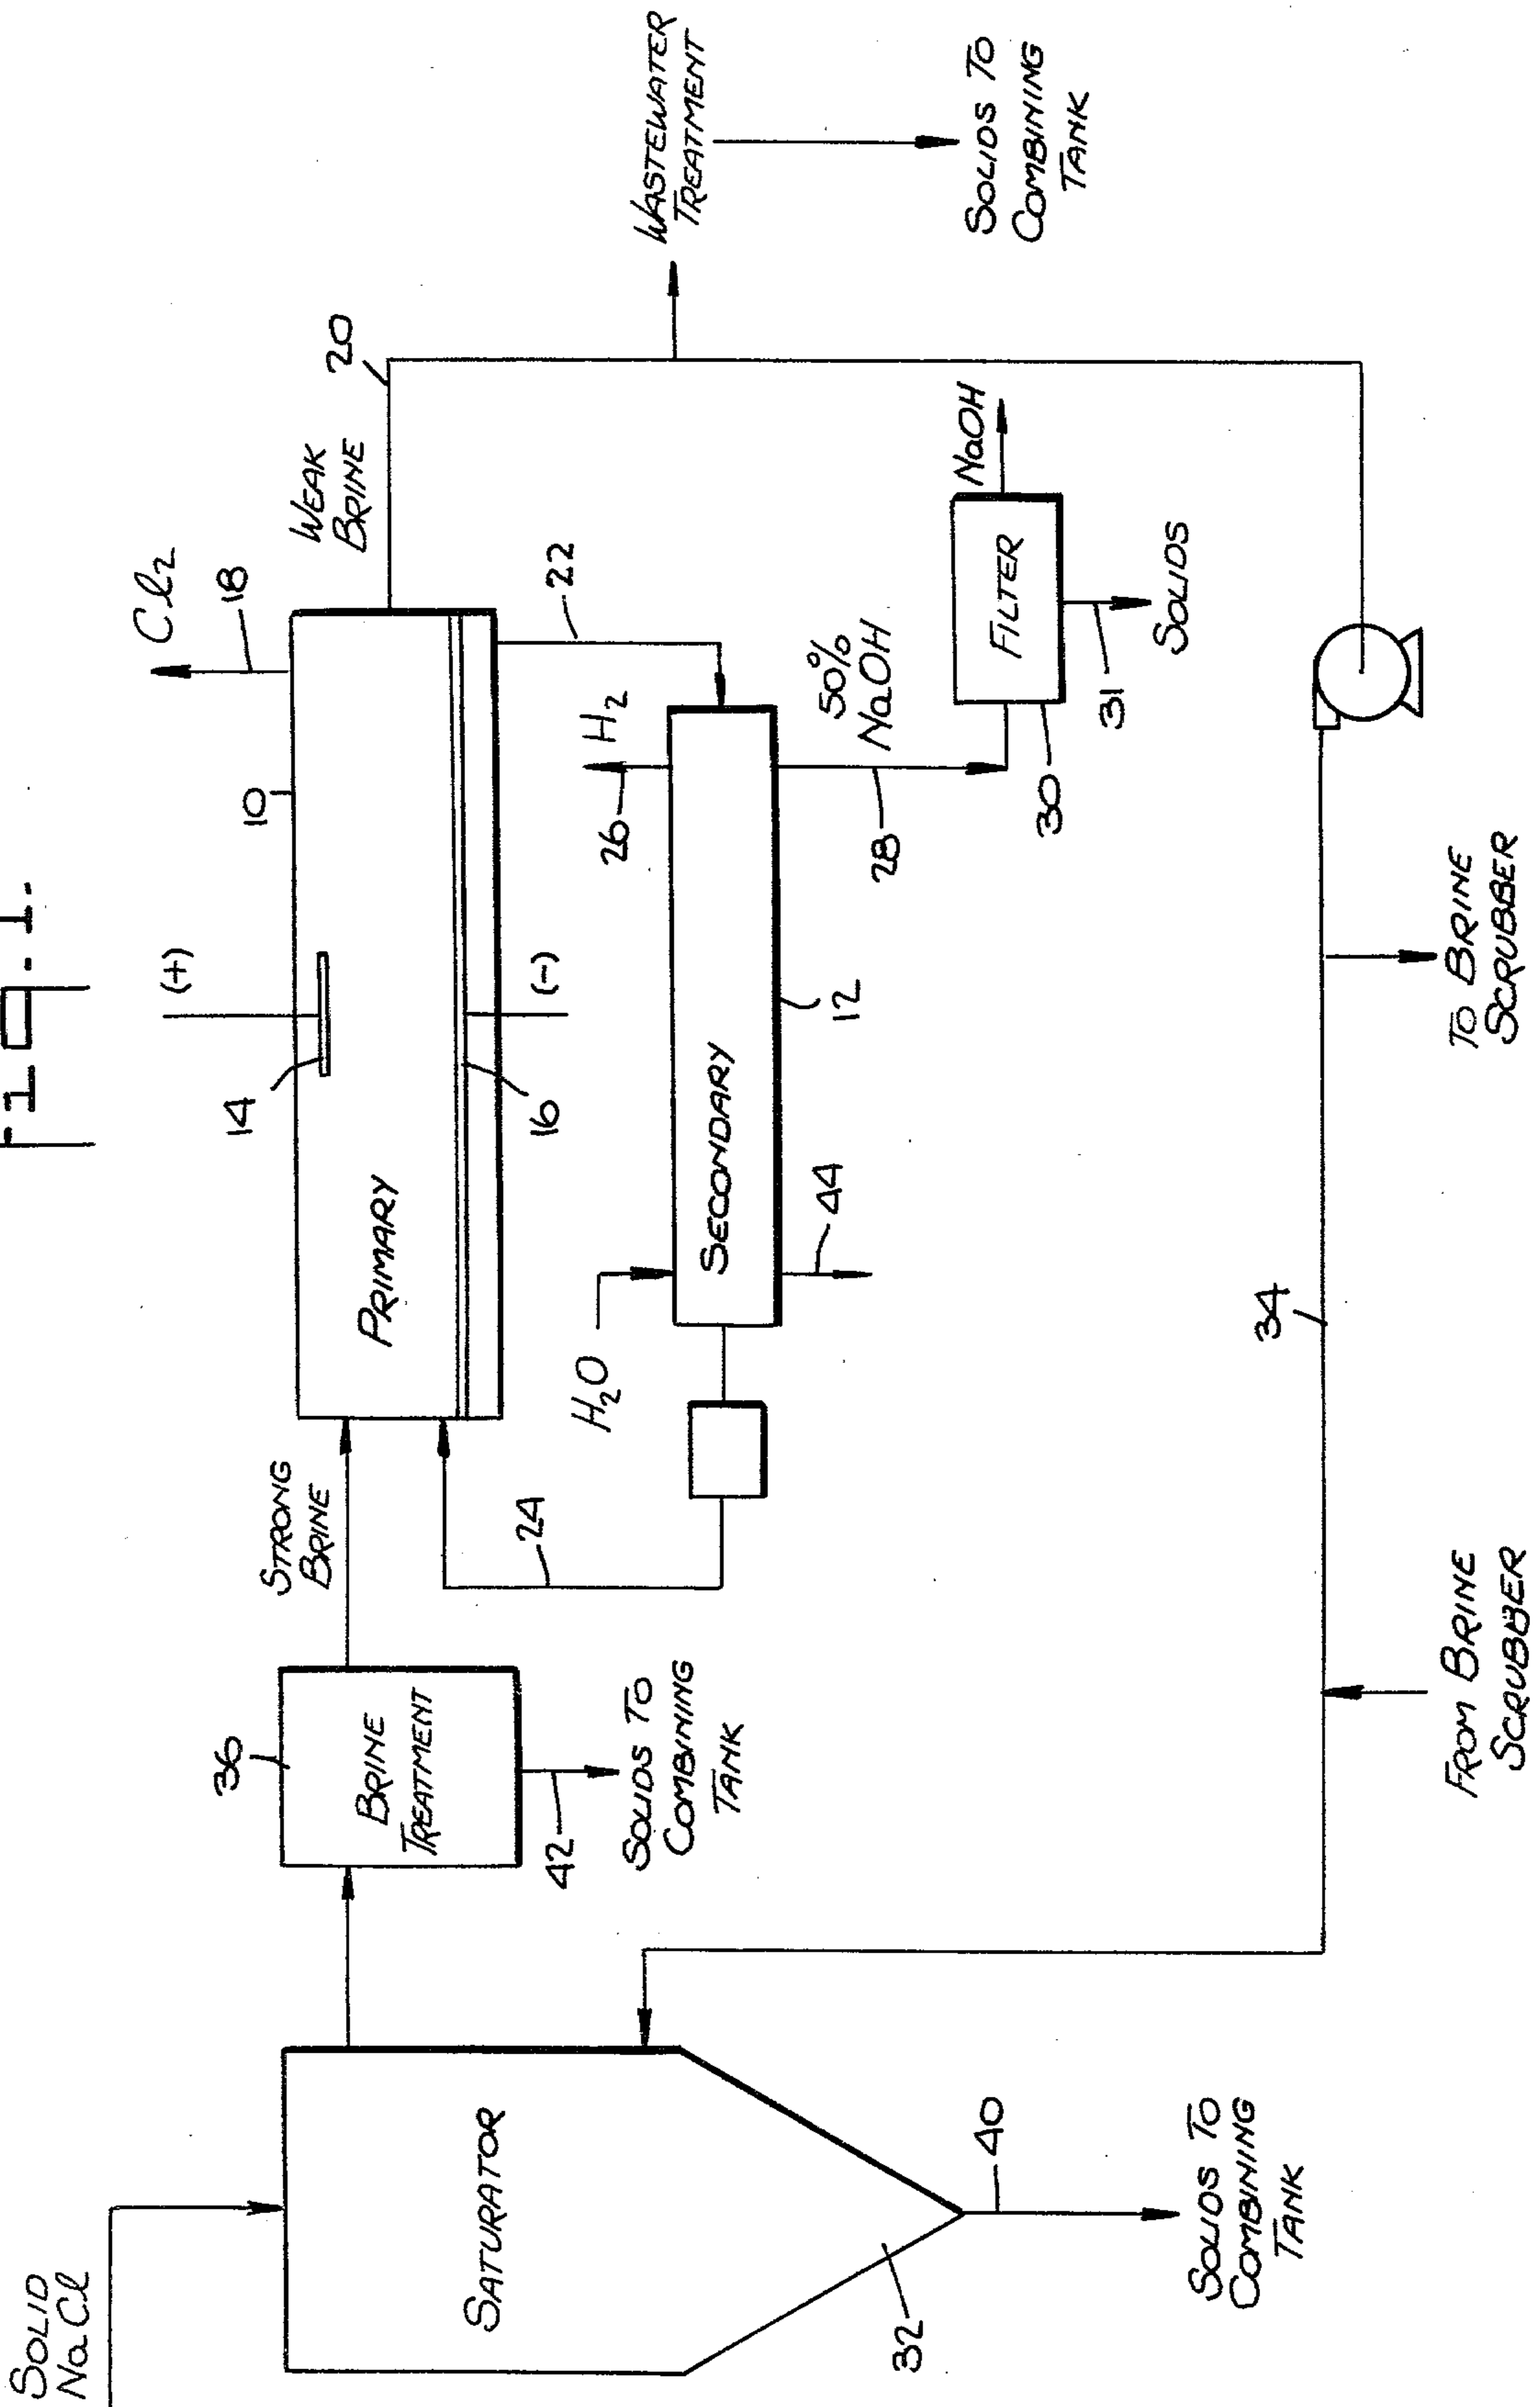 Fig. 1.
SOLID
NaCl
SATURATOR
32
40
SOLIDS TO
COMBINING
TANK
36
BRINE
TREATMENT
42
SOLIDS TO
COMBINING
TANK
STRONG
BRINE
24
PRIMARY
14
(+)
10
16
(-)
Cl2
18
WEAK
BRINE
20
22
H2O
SECONDARY
12
44
26
H2
28
50%
NaOH
30
FILTER
NaOH
31
SOLIDS
WASTEWATER
TREATMENT
SOLIDS TO
COMBINING
TANK
34
FROM BRINE
SCRUBBER
TO BRINE
SCRUBBER